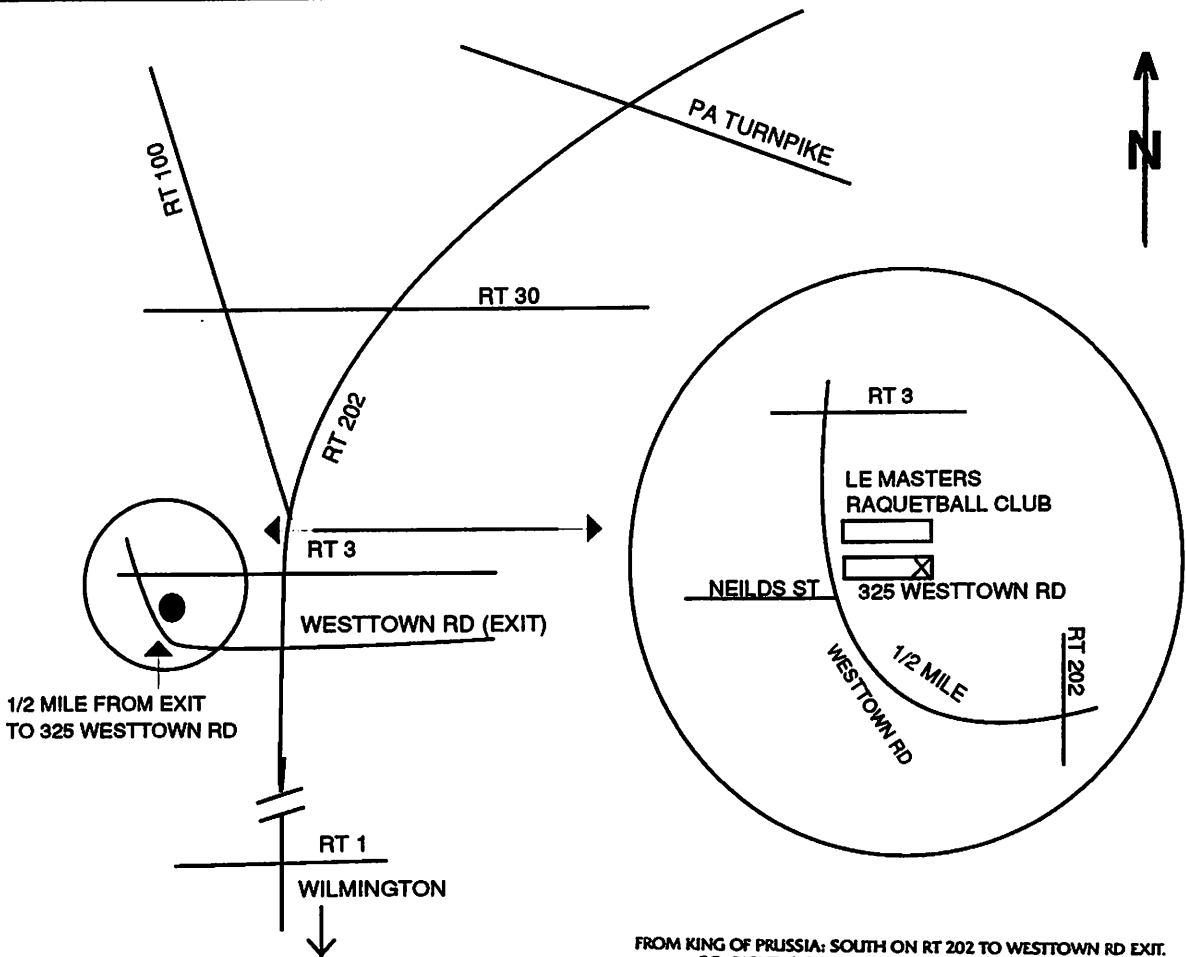 PA TURNPIKE
RT 100
N
RT 30
RT 202
RT 3
WESTTOWN RD (EXIT)
1/2 MILE FROM EXIT
TO 325 WESTTOWN RD
RT 1
WILMINGTON
RT 3
LE MASTERS
RAQUETBALL CLUB
NEILDS ST
325 WESTTOWN RD
RT 202
1/2 MILE
WESTTOWN RD
FROM KING OF PRUSSIA: SOUTH ON RT 202 TO WESTTOWN RD EXIT.